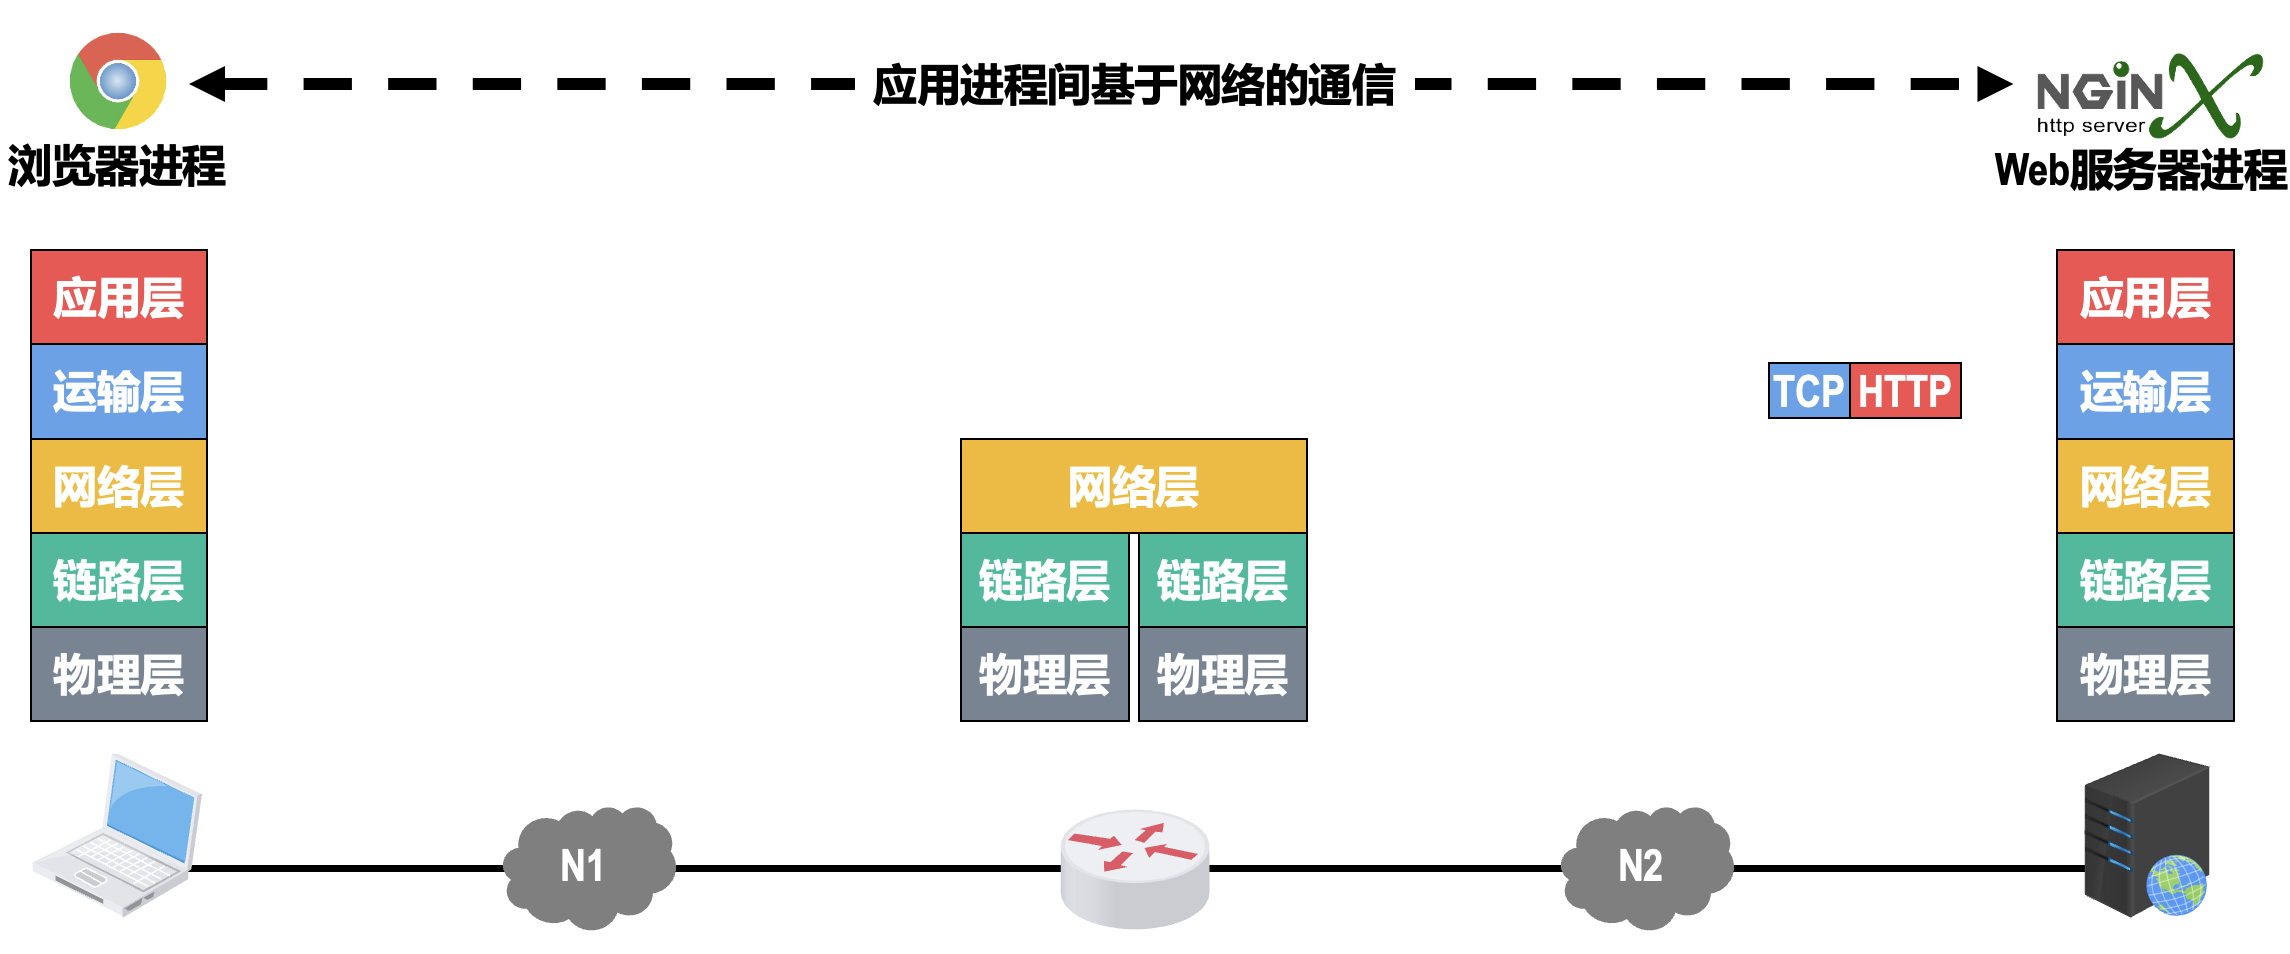 应用进程间基于网络的通信
NGINX
http server
浏览器进程
Web服务器进程
应用层
运输层
网络层
链路层
物理层
网络层
链路层 链路层
物理层 物理层
TCP HTTP
应用层
运输层
网络层
链路层
物理层
N1
N2